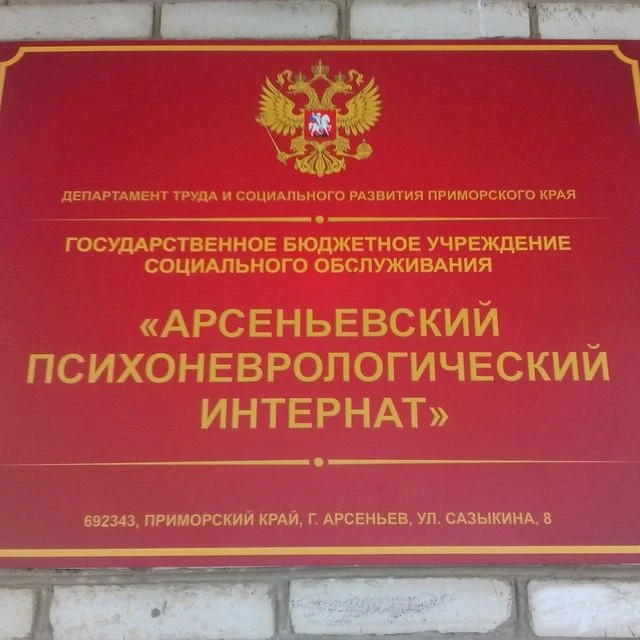 ДЕПАРТАМЕНТ ТРУДА И СОЦИАЛЬНОГО РАЗВИТИЯ ПРИМОРСКОГО КРАЯ
ГОСУДАРСТВЕННОЕ БЮДЖЕТНОЕ УЧРЕЖДЕНИЕ
СОЦИАЛЬНОГО ОБСЛУЖИВАНИЯ
«АРСЕНЬЕВСКИЙ
ПСИХОНЕВРОЛОГИЧЕСКИЙ
ИНТЕРНАТ»
692343, ПРИМОРСКИЙ КРАЙ, Г. АРСЕНЬЕВ, УЛ. САЗЫКИНА, 8